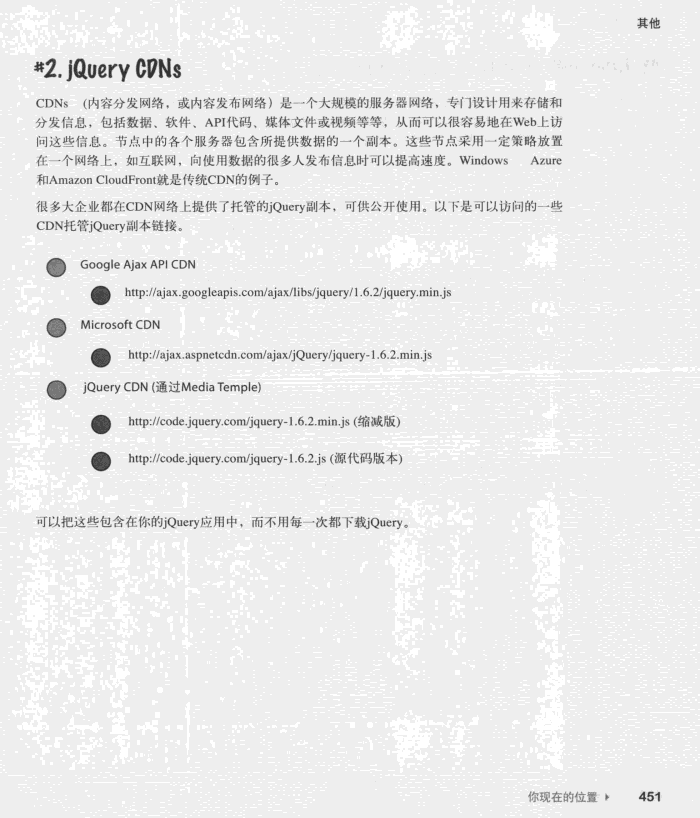 其他
#2. jQuery CDNs
CDNs （内容分发网络，或内容发布网络）是一个大规模的服务器网络，专门设计用来存储和
分发信息，包括数据、软件、API代码、媒体文件或视频等等，从而可以很容易地在Web上访
问这些信息。节点中的各个服务器包含所提供数据的一个副本。这些节点采用一定策略放置
在一个网络上，如互联网，向使用数据的很多人发布信息时可以提高速度。Windows Azure
和Amazon CloudFront就是传统CDN的例子。
很多大企业都在CDN网络上提供了托管的jQuery副本，可供公开使用。以下是可以访问的一些
CDN托管jQuery副本链接。
Google Ajax API CDN
http://ajax.googleapis.com/ajax/libs/jquery/1.6.2/jquery.min.js
Microsoft CDN
http://ajax.aspnetcdn.com/ajax/jQuery/jquery-1.6.2.min.js
jQuery CDN (通过Media Temple)
http://code.jquery.com/jquery-1.6.2.min.js (缩减版)
http://code.jquery.com/jquery-1.6.2.js (源代码版本)
可以把这些包含在你的jQuery应用中，而不用每一次都下载jQuery。
你现在的位置 ▸ 451